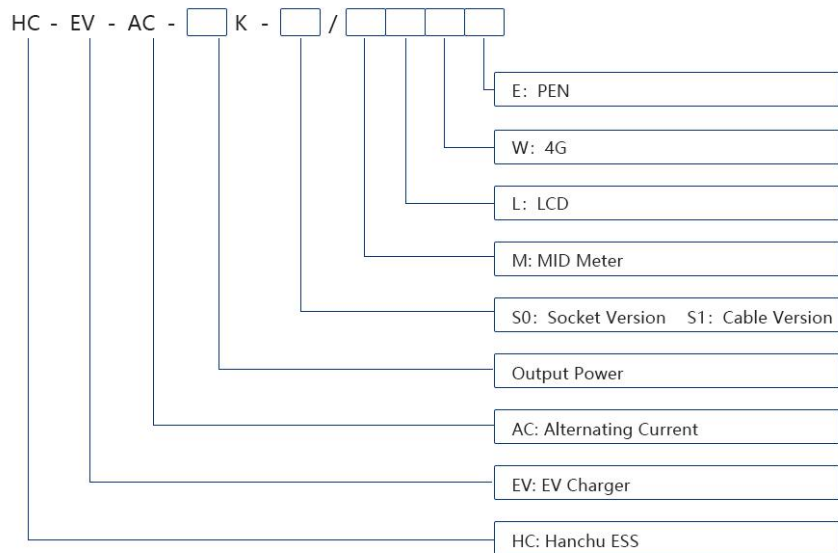 HC - EV - AC - K - /
E: PEN
W: 4G
L: LCD
M: MID Meter
S0: Socket Version S1: Cable Version
Output Power
AC: Alternating Current
EV: EV Charger
HC: Hanchu ESS